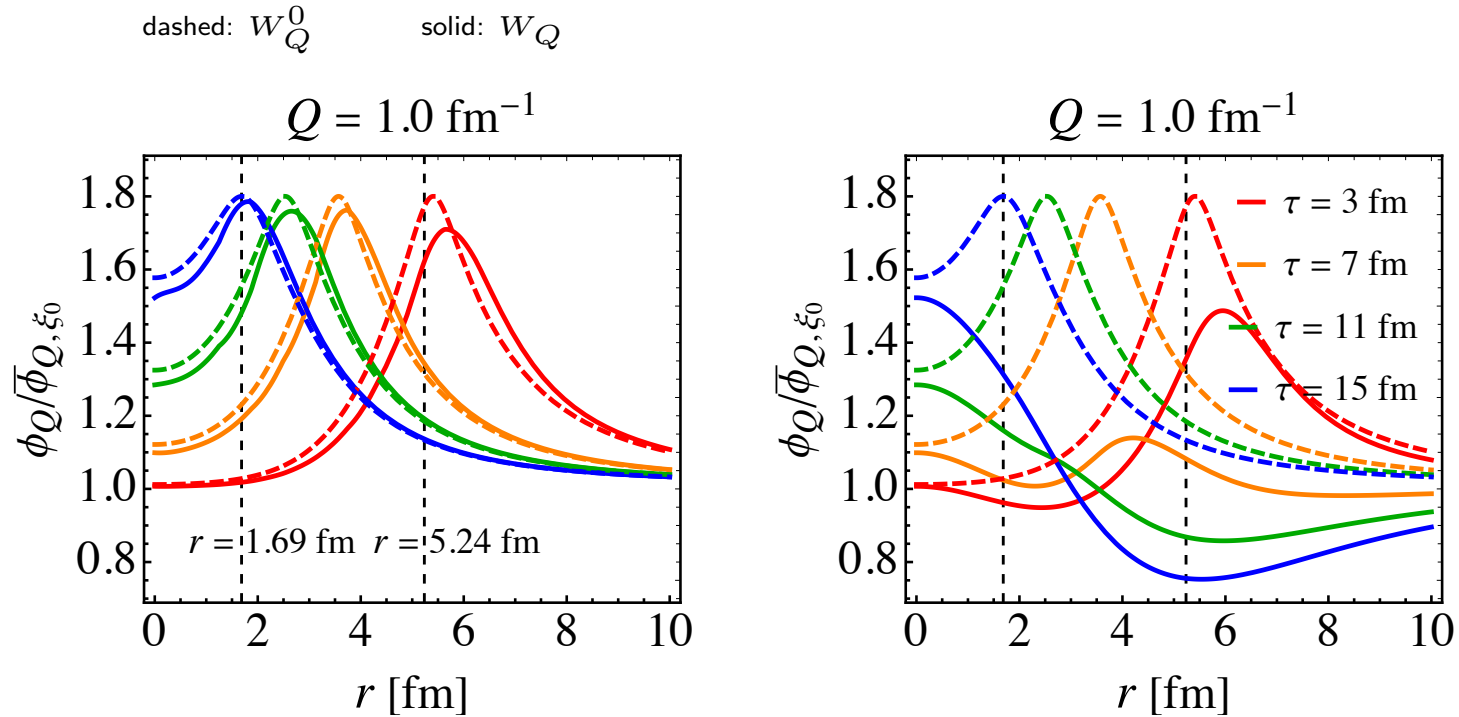 dashed: W_Q^0 solid: W_Q
Q = 1.0 fm⁻¹
Q = 1.0 fm⁻¹
ϕ_Q/ϕ̅_{Q,ξ₀}
1.8
1.6
1.4
1.2
1.0
0.8
r = 1.69 fm r = 5.24 fm
0 2 4 6 8 10
r [fm]
ϕ_Q/ϕ̅_{Q,ξ₀}
1.8
1.6
1.4
1.2
1.0
0.8
τ = 3 fm
τ = 7 fm
τ = 11 fm
τ = 15 fm
0 2 4 6 8 10
r [fm]